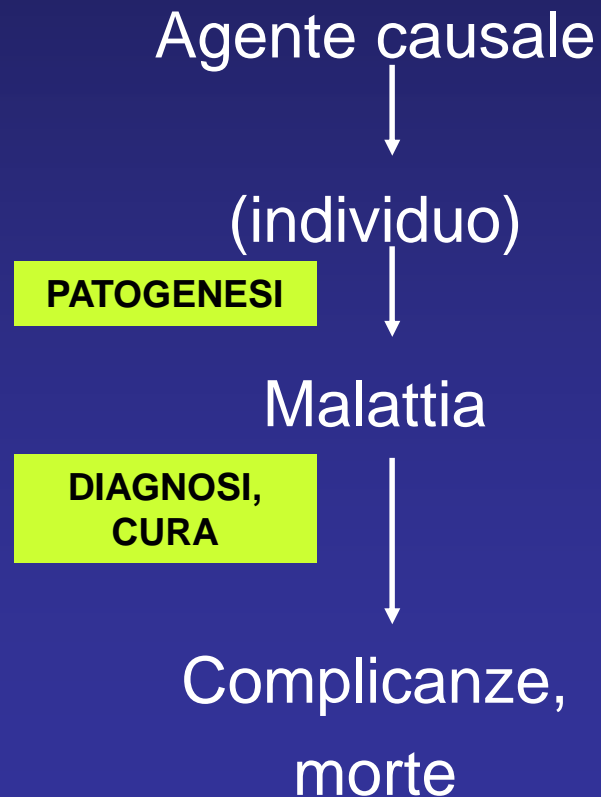 Agente causale
(individuo)
PATOGENESI
Malattia
DIAGNOSI,
CURA
Complicanze,
morte